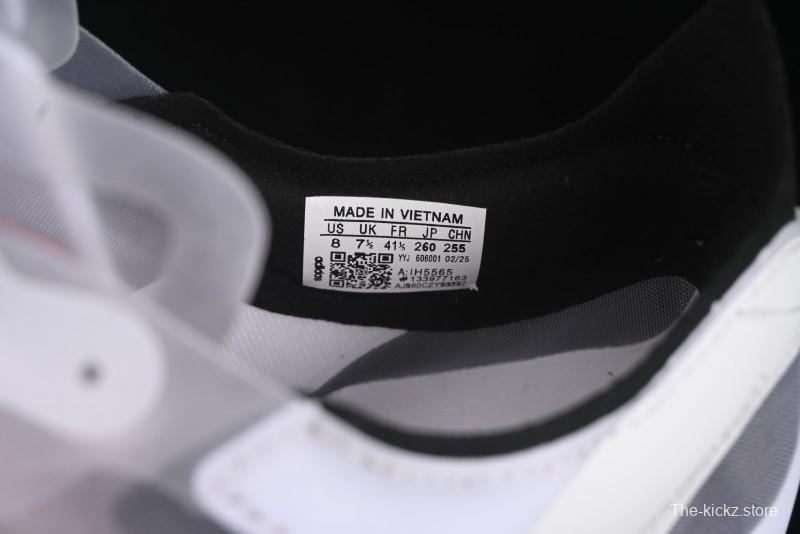 MADE IN VIETNAM
US UK FR JP CHN
8 7½ 41⅓ 260 255
YYJ 606001 02/25
adidas
A: IH5565
#133977163
The-kickz.store